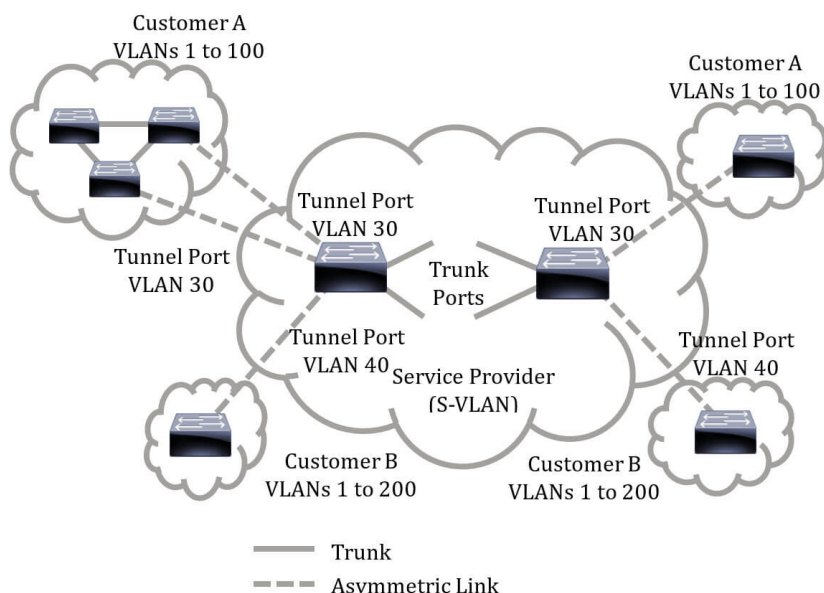 Customer A
VLANs 1 to 100
Customer A
VLANs 1 to 100
Tunnel Port
VLAN 30
Tunnel Port
VLAN 30
Tunnel Port
VLAN 30
Trunk
Ports
Tunnel Port
VLAN 40
Tunnel Port
VLAN 40
Service Provider
(S-VLAN)
Customer B
VLANs 1 to 200
Customer B
VLANs 1 to 200
Trunk
Asymmetric Link